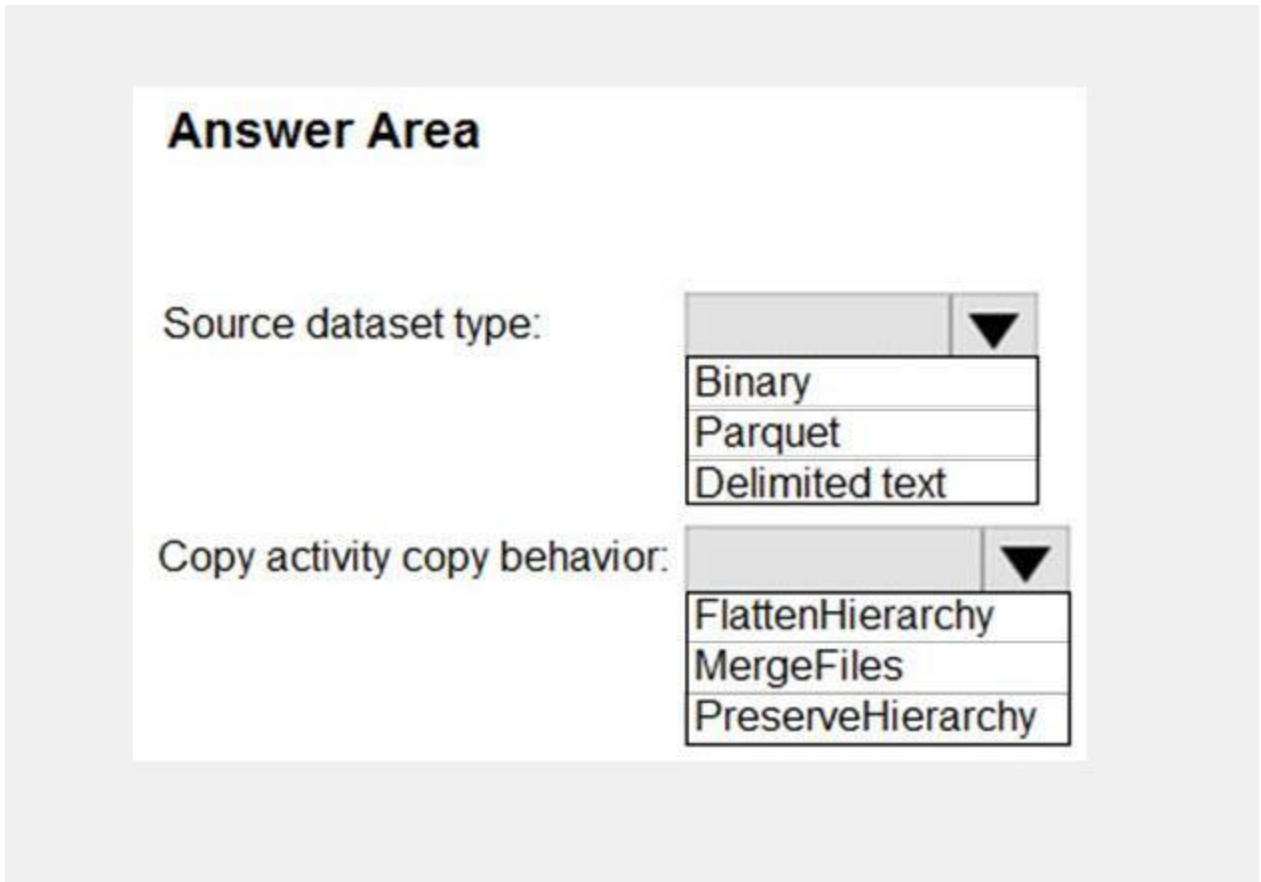 Answer Area
Source dataset type:
Binary
Parquet
Delimited text
Copy activity copy behavior:
FlattenHierarchy
MergeFiles
PreserveHierarchy